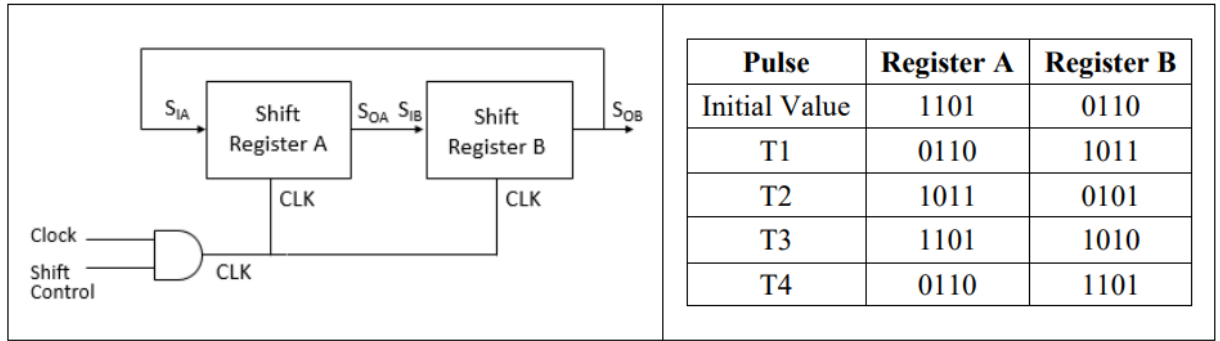 S_IA
Shift
Register A
S_OA S_IB
Shift
Register B
S_OB
CLK
CLK
Clock
Shift
Control
CLK
Pulse Register A Register B
Initial Value 1101 0110
T1 0110 1011
T2 1011 0101
T3 1101 1010
T4 0110 1101